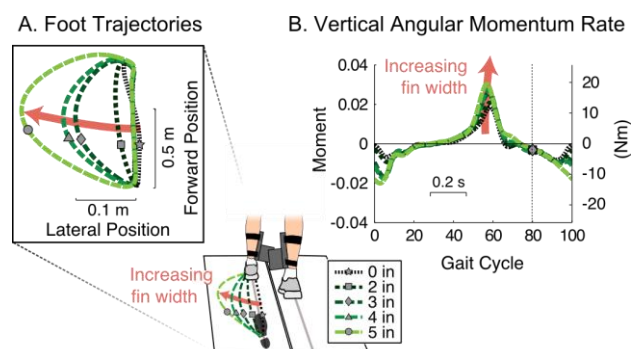 A. Foot Trajectories
B. Vertical Angular Momentum Rate
0.5 m
Forward Position
0.1 m
Lateral Position
Increasing
fin width
0.04
0.02
0
-0.02
-0.04
Moment
20
10
0
-10
-20
(Nm)
0.2 s
0 20 40 60 80 100
Gait Cycle
Increasing
fin width
0 in
2 in
3 in
4 in
5 in